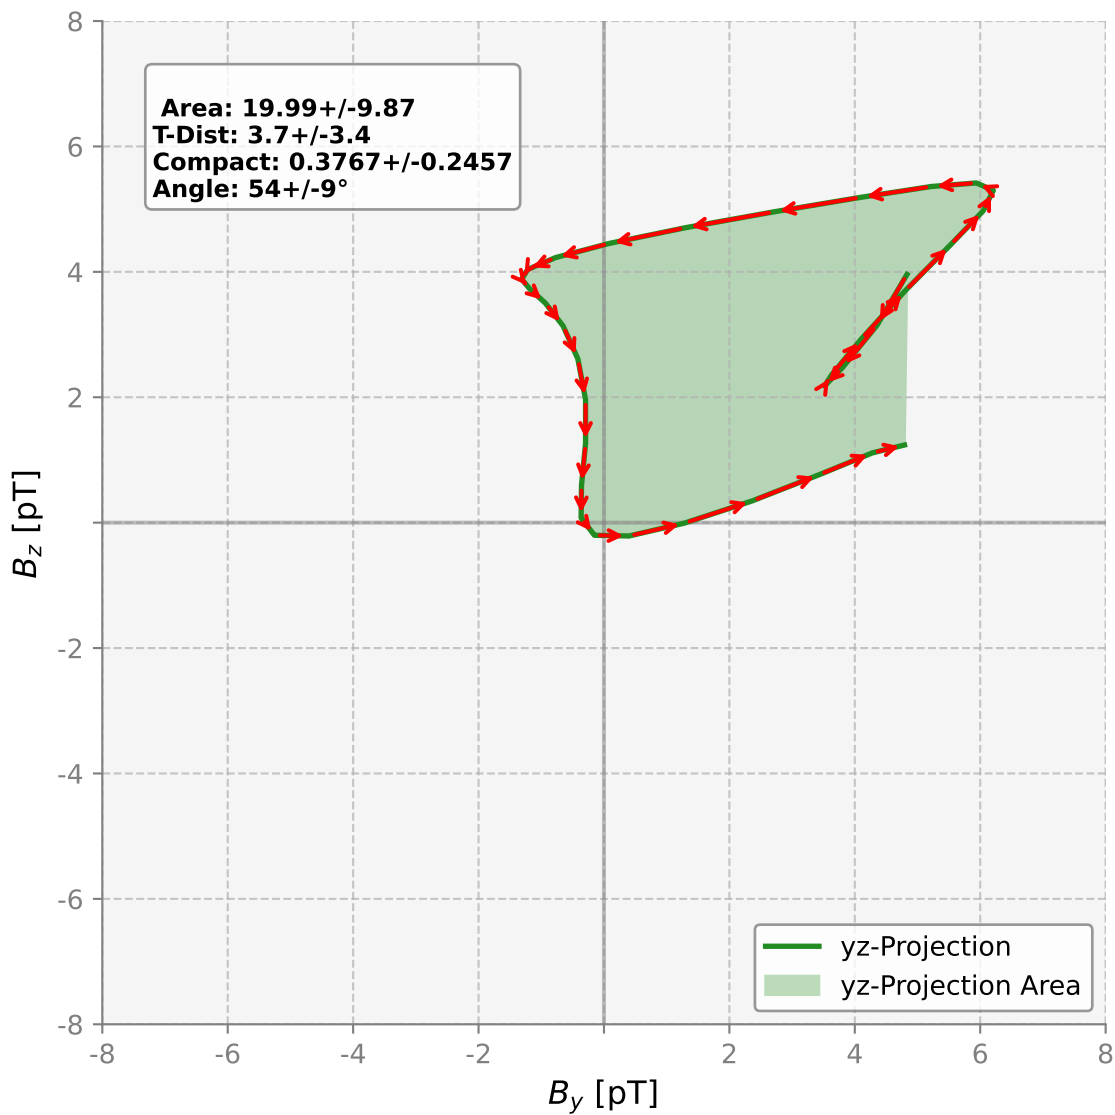 8
6
4
2
-2
-4
-6
-8
-8
-6
-4
-2
2
4
6
8
Area: 19.99+/-9.87
T-Dist: 3.7+/-3.4
Compact: 0.3767+/-0.2457
Angle: 54+/-9°
yz-Projection
yz-Projection Area
B_z [pT]
B_y [pT]